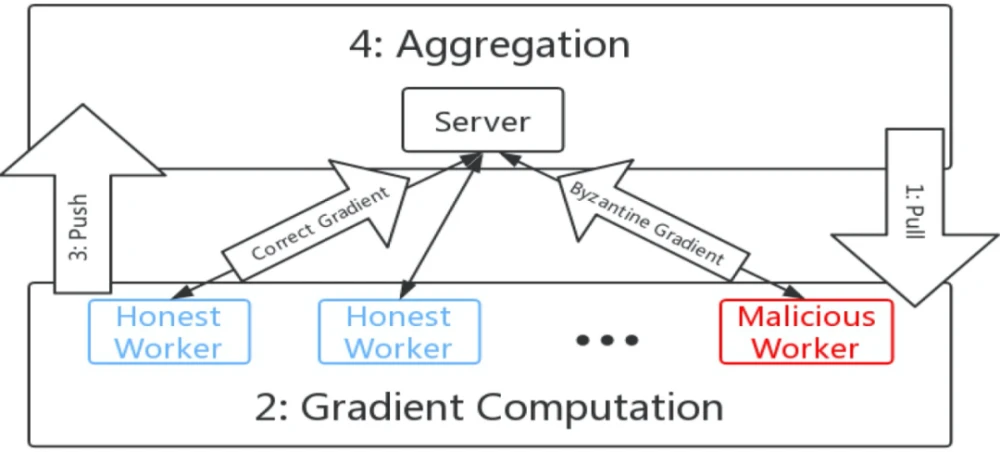 4: Aggregation
Server
3: Push
Correct Gradient
Byzantine Gradient
1: Pull
Honest
Worker
Honest
Worker
Malicious
Worker
2: Gradient Computation